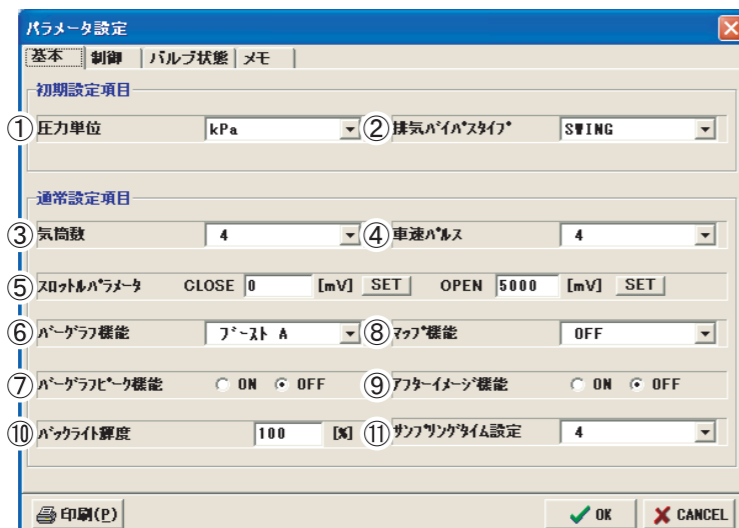 パラメータ設定
基本 制御 バルブ状態 メモ
初期設定項目
① 圧力単位 kPa ② 排気ﾊﾞｲﾊﾟｽﾀｲﾌﾟ SWING
通常設定項目
③ 気筒数 4 ④ 車速ﾊﾟﾙｽ 4
⑤ ｽﾛｯﾄﾙﾊﾟﾗﾒｰﾀ CLOSE 0 [mV] SET OPEN 5000 [mV] SET
⑥ ﾊﾞｰｸﾞﾗﾌ機能 ﾌﾞｰｽﾄ A ⑧ ﾏｯﾌﾟ機能 OFF
⑦ ﾊﾞｰｸﾞﾗﾌﾋﾟｰｸ機能 ON OFF ⑨ ｱﾌﾀｰｲﾒｰｼﾞ機能 ON OFF
⑩ ﾊﾞｯｸﾗｲﾄ輝度 100 [%] ⑪ ｻﾝﾌﾟﾘﾝｸﾞﾀｲﾑ設定 4
印刷(P) OK CANCEL